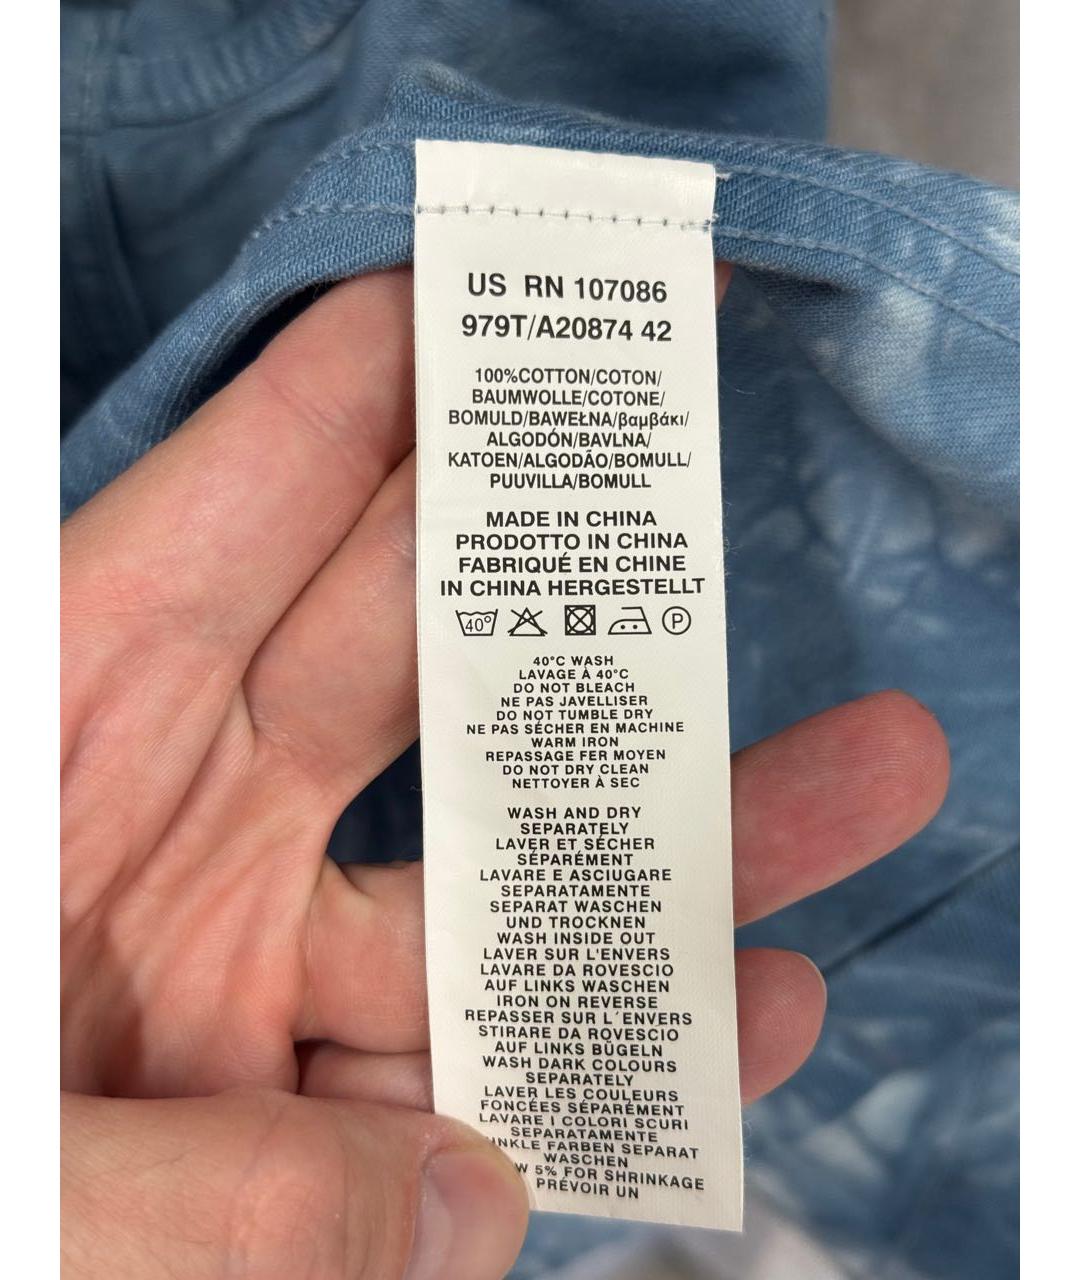 US RN 107086
979T/A20874 42
100%COTTON/COTON/
BAUMWOLLE/COTONE/
BOMULD/BAWEŁNA/βαμβάκι/
ALGODÓN/BAVLNA/
KATOEN/ALGODÃO/BOMULL/
PUUVILLA/BOMULL
MADE IN CHINA
PRODOTTO IN CHINA
FABRIQUÉ EN CHINE
IN CHINA HERGESTELLT
40° P
40°C WASH
LAVAGE À 40°C
DO NOT BLEACH
NE PAS JAVELLISER
DO NOT TUMBLE DRY
NE PAS SÉCHER EN MACHINE
WARM IRON
REPASSAGE FER MOYEN
DO NOT DRY CLEAN
NETTOYER À SEC
WASH AND DRY
SEPARATELY
LAVER ET SÉCHER
SÉPARÉMENT
LAVARE E ASCIUGARE
SEPARATAMENTE
SEPARAT WASCHEN
UND TROCKNEN
WASH INSIDE OUT
LAVER SUR L'ENVERS
LAVARE DA ROVESCIO
AUF LINKS WASCHEN
IRON ON REVERSE
REPASSER SUR L´ENVERS
STIRARE DA ROVESCIO
AUF LINKS BÜGELN
WASH DARK COLOURS
SEPARATELY
LAVER LES COULEURS
FONCÉES SÉPARÉMENT
LAVARE I COLORI SCURI
SEPARATAMENTE
FARBEN SEPARAT
WASCHEN
5% FOR SHRINKAGE
PRÉVOIR UN